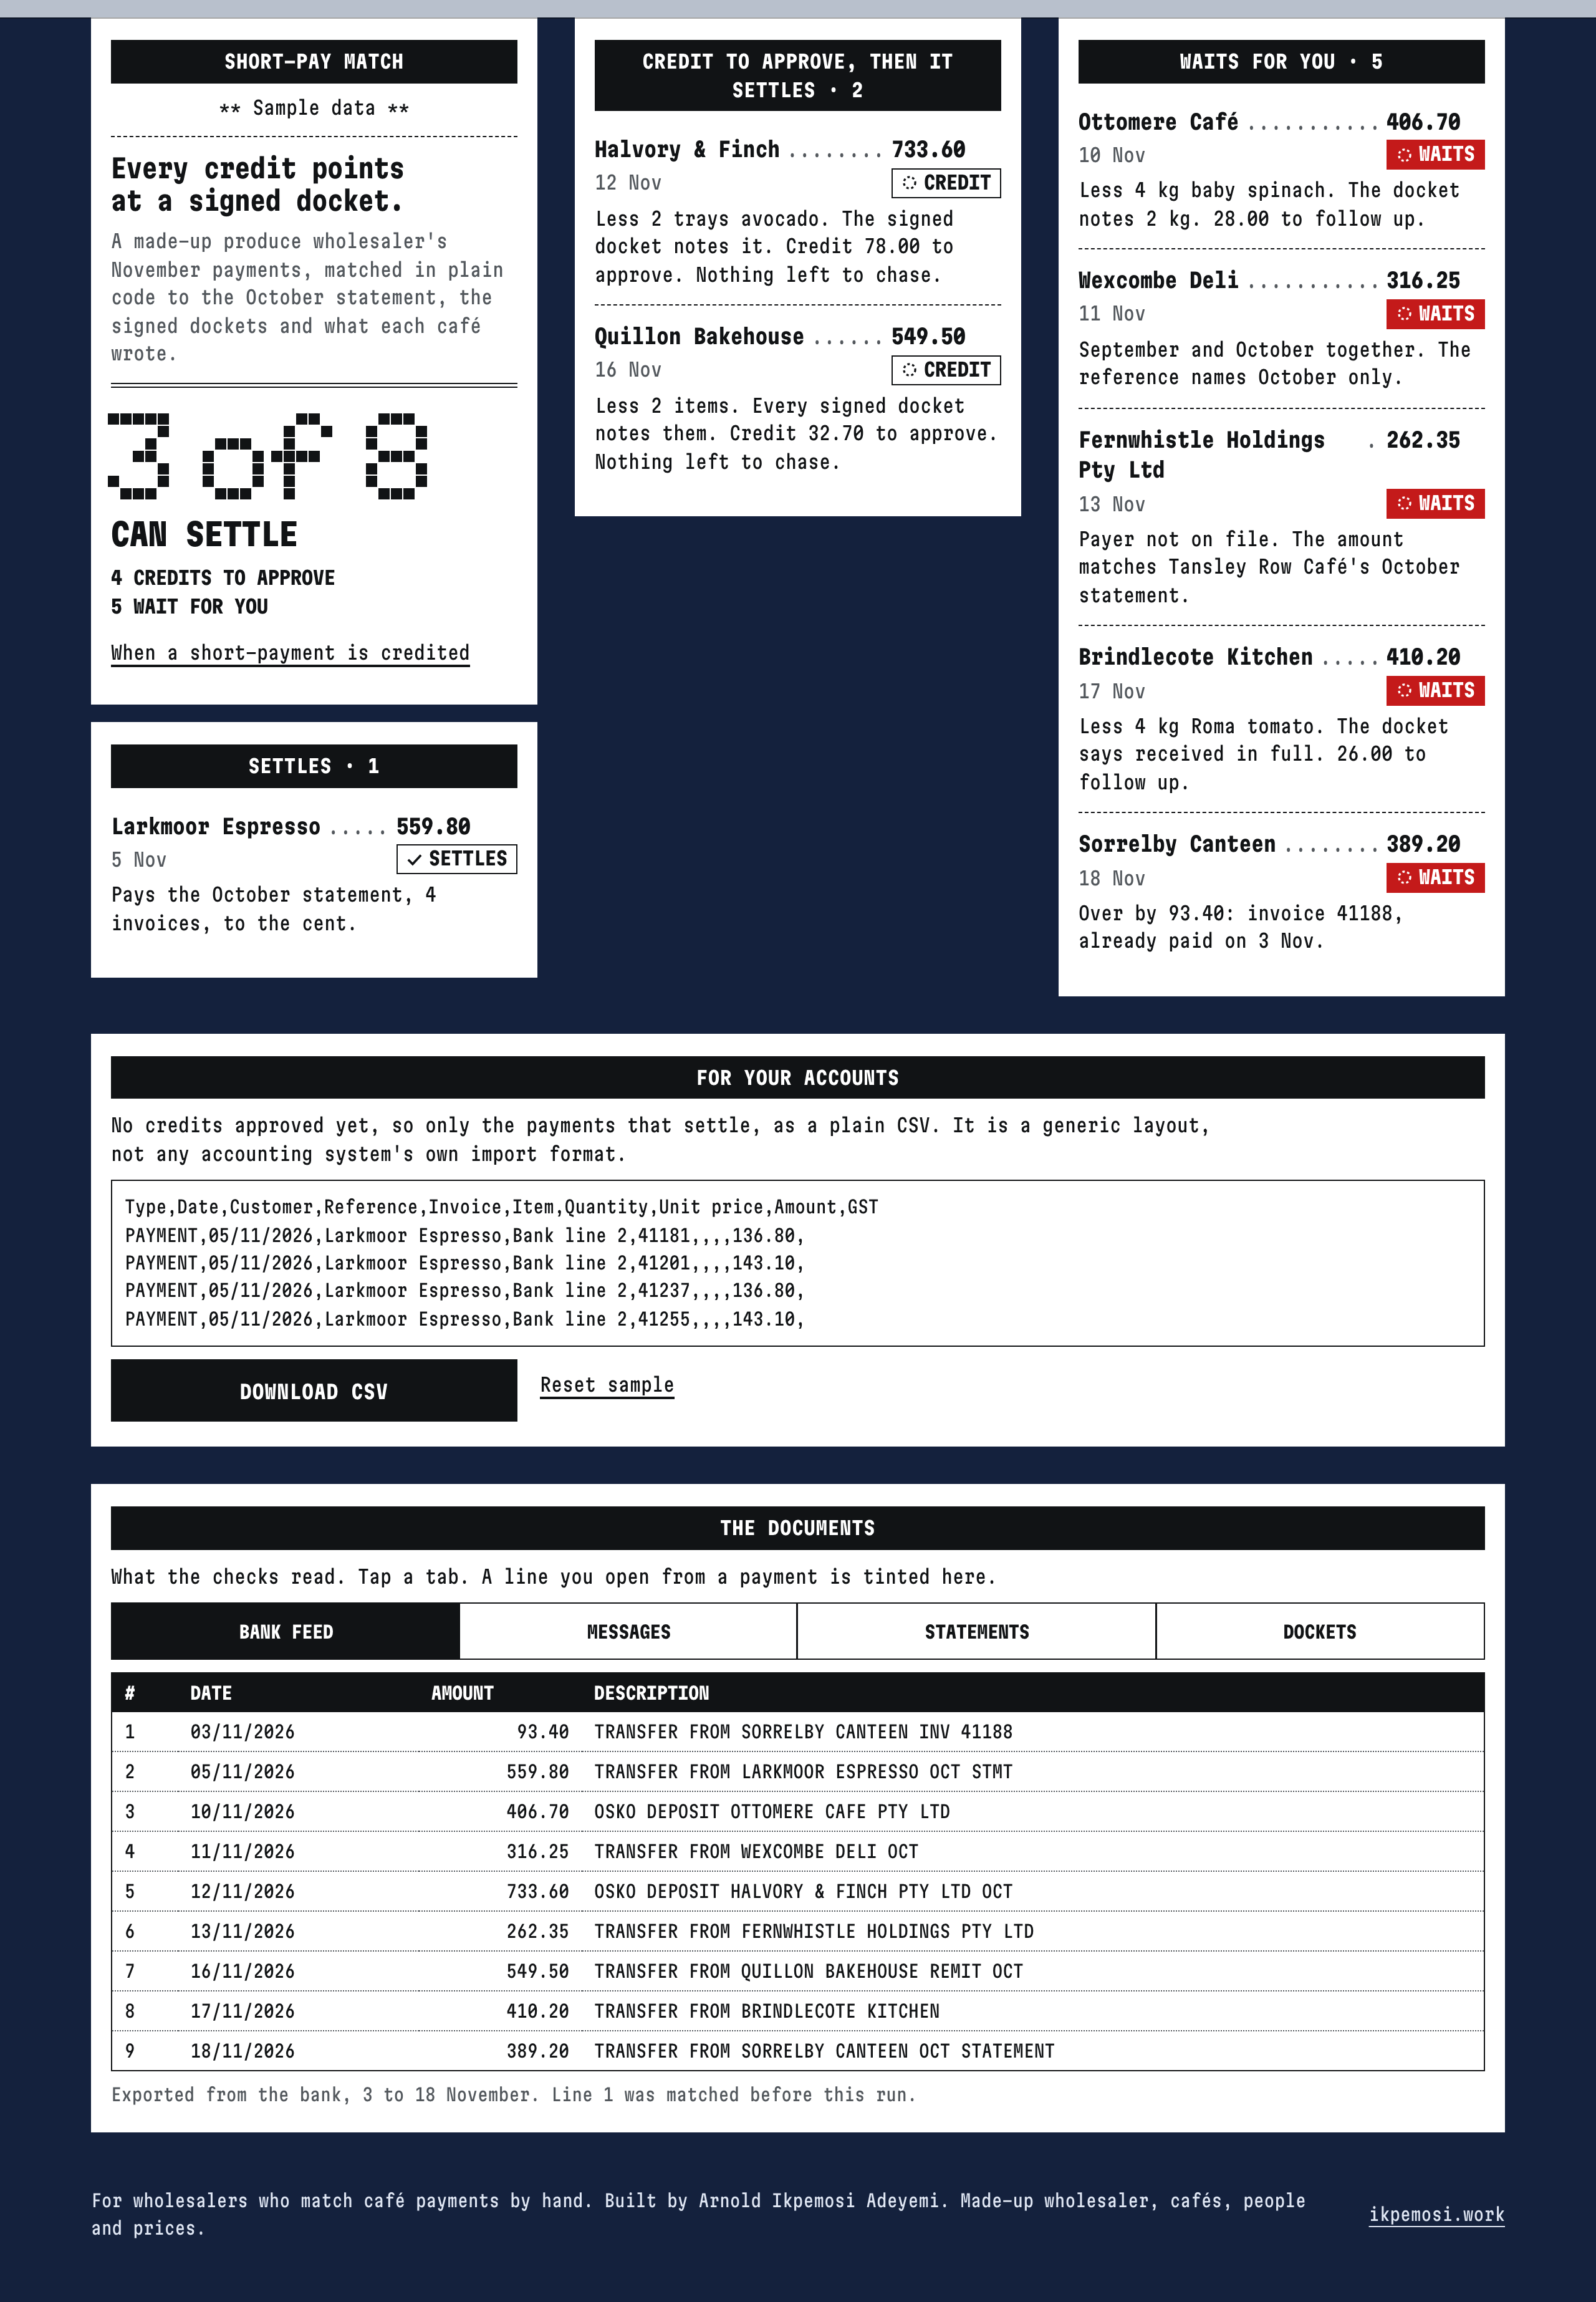 SHORT-PAY MATCH
** Sample data **
Every credit points
at a signed docket.
A made-up produce wholesaler's
November payments, matched in plain
code to the October statement, the
signed dockets and what each café
wrote.
3 of 8
CAN SETTLE
4 CREDITS TO APPROVE
5 WAIT FOR YOU
When a short-payment is credited
SETTLES · 1
Larkmoor Espresso ..... 559.80
5 Nov ✓ SETTLES
Pays the October statement, 4
invoices, to the cent.
CREDIT TO APPROVE, THEN IT
SETTLES · 2
Halvory & Finch ........ 733.60
12 Nov CREDIT
Less 2 trays avocado. The signed
docket notes it. Credit 78.00 to
approve. Nothing left to chase.
Quillon Bakehouse ...... 549.50
16 Nov CREDIT
Less 2 items. Every signed docket
notes them. Credit 32.70 to approve.
Nothing left to chase.
WAITS FOR YOU · 5
Ottomere Café ........... 406.70
10 Nov WAITS
Less 4 kg baby spinach. The docket
notes 2 kg. 28.00 to follow up.
Wexcombe Deli ........... 316.25
11 Nov WAITS
September and October together. The
reference names October only.
Fernwhistle Holdings . 262.35
Pty Ltd
13 Nov WAITS
Payer not on file. The amount
matches Tansley Row Café's October
statement.
Brindlecote Kitchen ..... 410.20
17 Nov WAITS
Less 4 kg Roma tomato. The docket
says received in full. 26.00 to
follow up.
Sorrelby Canteen ........ 389.20
18 Nov WAITS
Over by 93.40: invoice 41188,
already paid on 3 Nov.
FOR YOUR ACCOUNTS
No credits approved yet, so only the payments that settle, as a plain CSV. It is a generic layout,
not any accounting system's own import format.
Type,Date,Customer,Reference,Invoice,Item,Quantity,Unit price,Amount,GST
PAYMENT,05/11/2026,Larkmoor Espresso,Bank line 2,41181,,,,136.80,
PAYMENT,05/11/2026,Larkmoor Espresso,Bank line 2,41201,,,,143.10,
PAYMENT,05/11/2026,Larkmoor Espresso,Bank line 2,41237,,,,136.80,
PAYMENT,05/11/2026,Larkmoor Espresso,Bank line 2,41255,,,,143.10,
DOWNLOAD CSV Reset sample
THE DOCUMENTS
What the checks read. Tap a tab. A line you open from a payment is tinted here.
BANK FEED MESSAGES STATEMENTS DOCKETS
# DATE AMOUNT DESCRIPTION
1 03/11/2026 93.40 TRANSFER FROM SORRELBY CANTEEN INV 41188
2 05/11/2026 559.80 TRANSFER FROM LARKMOOR ESPRESSO OCT STMT
3 10/11/2026 406.70 OSKO DEPOSIT OTTOMERE CAFE PTY LTD
4 11/11/2026 316.25 TRANSFER FROM WEXCOMBE DELI OCT
5 12/11/2026 733.60 OSKO DEPOSIT HALVORY & FINCH PTY LTD OCT
6 13/11/2026 262.35 TRANSFER FROM FERNWHISTLE HOLDINGS PTY LTD
7 16/11/2026 549.50 TRANSFER FROM QUILLON BAKEHOUSE REMIT OCT
8 17/11/2026 410.20 TRANSFER FROM BRINDLECOTE KITCHEN
9 18/11/2026 389.20 TRANSFER FROM SORRELBY CANTEEN OCT STATEMENT
Exported from the bank, 3 to 18 November. Line 1 was matched before this run.
For wholesalers who match café payments by hand. Built by Arnold Ikpemosi Adeyemi. Made-up wholesaler, cafés, people
and prices.
ikpemosi.work